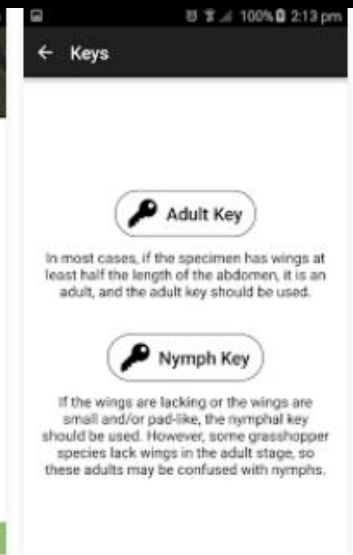 100% 2:13 pm
Keys
Adult Key
In most cases, if the specimen has wings at
least half the length of the abdomen, it is an
adult, and the adult key should be used.
Nymph Key
If the wings are lacking or the wings are
small and/or pad-like, the nymphal key
should be used. However, some grasshopper
species lack wings in the adult stage, so
these adults may be confused with nymphs.